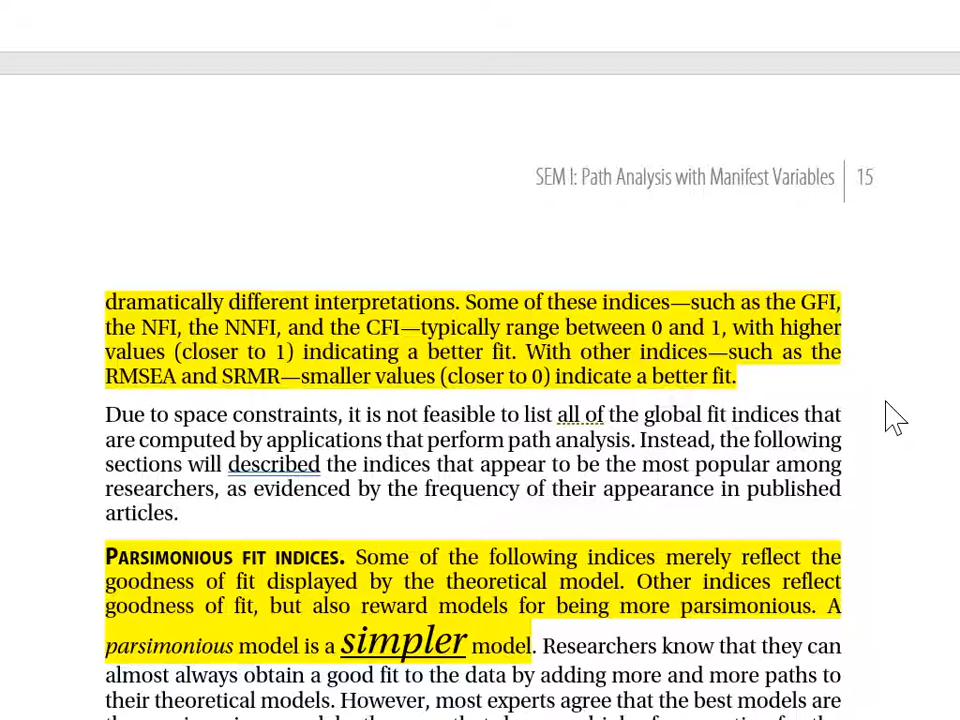 SEM I: Path Analysis with Manifest Variables 15
dramatically different interpretations. Some of these indices—such as the GFI,
the NFI, the NNFI, and the CFI—typically range between 0 and 1, with higher
values (closer to 1) indicating a better fit. With other indices—such as the
RMSEA and SRMR—smaller values (closer to 0) indicate a better fit.
Due to space constraints, it is not feasible to list all of the global fit indices that
are computed by applications that perform path analysis. Instead, the following
sections will described the indices that appear to be the most popular among
researchers, as evidenced by the frequency of their appearance in published
articles.
PARSIMONIOUS FIT INDICES. Some of the following indices merely reflect the
goodness of fit displayed by the theoretical model. Other indices reflect
goodness of fit, but also reward models for being more parsimonious. A
parsimonious model is a simpler model. Researchers know that they can
almost always obtain a good fit to the data by adding more and more paths to
their theoretical models. However, most experts agree that the best models are